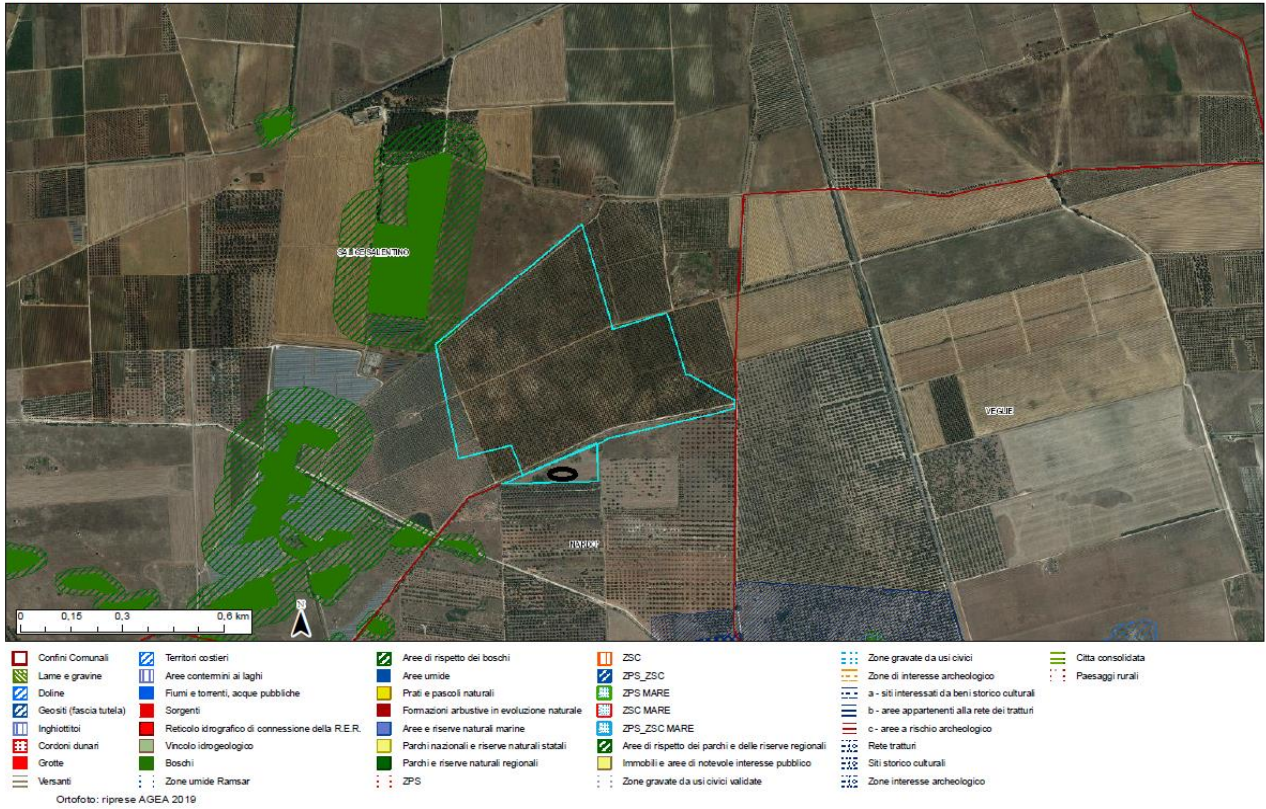 SALICE SALENTINO
VEGLIE
NARDO'
0 0,15 0,3 0,6 km
N
Confini Comunali
Lame e gravine
Doline
Geositi (fascia tutela)
Inghiottitoi
Cordoni dunari
Grotte
Versanti
Territori costieri
Aree contermini ai laghi
Fiumi e torrenti, acque pubbliche
Sorgenti
Reticolo idrografico di connessione della R.E.R.
Vincolo idrogeologico
Boschi
Zone umide Ramsar
Aree di rispetto dei boschi
Aree umide
Prati e pascoli naturali
Formazioni arbustive in evoluzione naturale
Aree e riserve naturali marine
Parchi nazionali e riserve naturali statali
Parchi e riserve naturali regionali
ZPS
ZSC
ZPS_ZSC
ZPS MARE
ZSC MARE
ZPS_ZSC MARE
Aree di rispetto dei parchi e delle riserve regionali
Immobili e aree di notevole interesse pubblico
Zone gravate da usi civici validate
Zone gravate da usi civici
Zone di interesse archeologico
a - siti interessati da beni storico culturali
b - aree appartenenti alla rete dei tratturi
c - aree a rischio archeologico
Rete tratturi
Siti storico culturali
Zone interesse archeologico
Citta consolidata
Paesaggi rurali
Ortofoto: riprese AGEA 2019